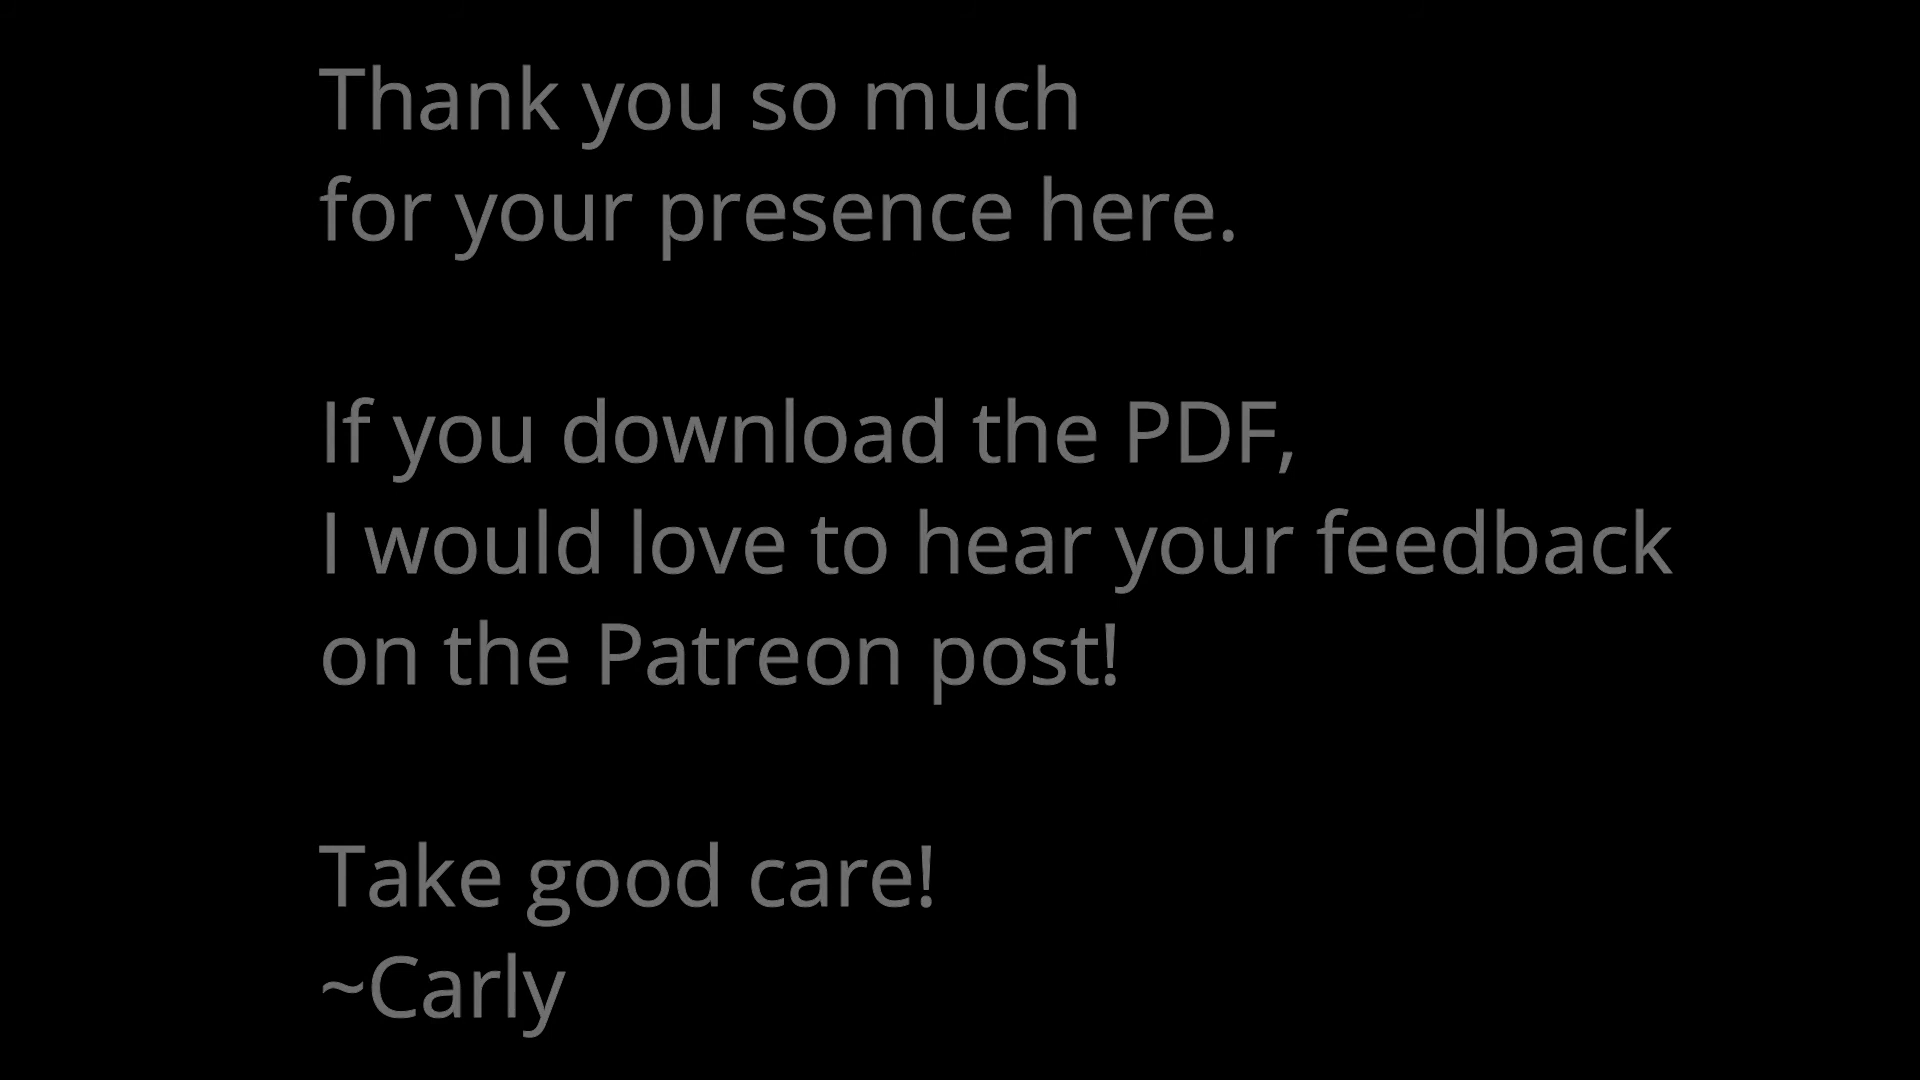 Thank you so much
for your presence here.
If you download the PDF,
I would love to hear your feedback
on the Patreon post!
Take good care!
~Carly